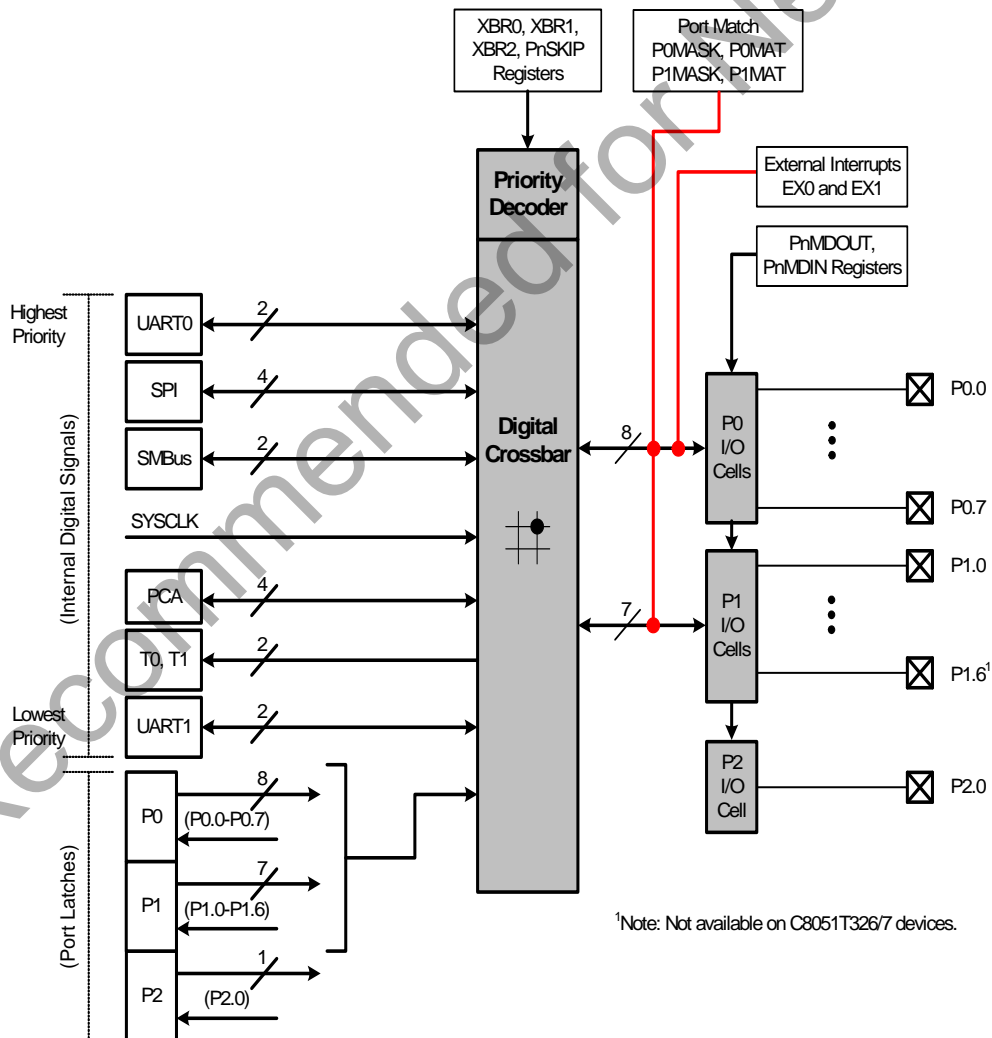 XBR0, XBR1,
XBR2, PnSKIP
Registers
Port Match
P0MASK, P0MAT
P1MASK, P1MAT
External Interrupts
EX0 and EX1
PnMDOUT,
PnMDIN Registers
Priority
Decoder
Digital
Crossbar
Highest
Priority
(Internal Digital Signals)
Lowest
Priority
(Port Latches)
UART0
2
SPI
4
SMBus
2
SYSCLK
PCA
4
T0, T1
2
UART1
2
P0
8
(P0.0-P0.7)
P1
7
(P1.0-P1.6)
P2
1
(P2.0)
8
7
P0
I/O
Cells
P0.0
P0.7
P1
I/O
Cells
P1.0
P1.6¹
P2
I/O
Cell
P2.0
¹Note: Not available on C8051T326/7 devices.
Recommended for Ne